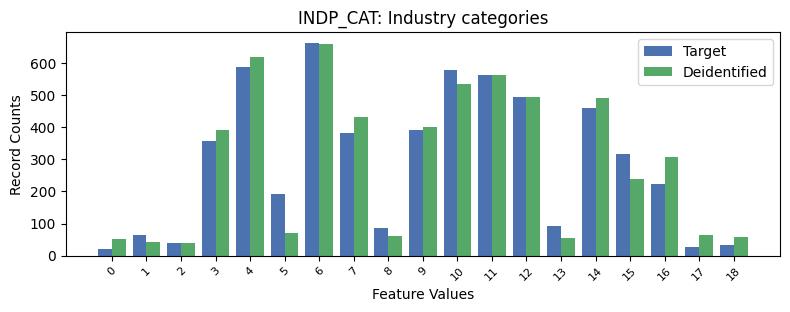 INDP_CAT: Industry categories
Target
Deidentified
Record Counts
600
500
400
300
200
100
0
0 1 2 3 4 5 6 7 8 9 10 11 12 13 14 15 16 17 18
Feature Values